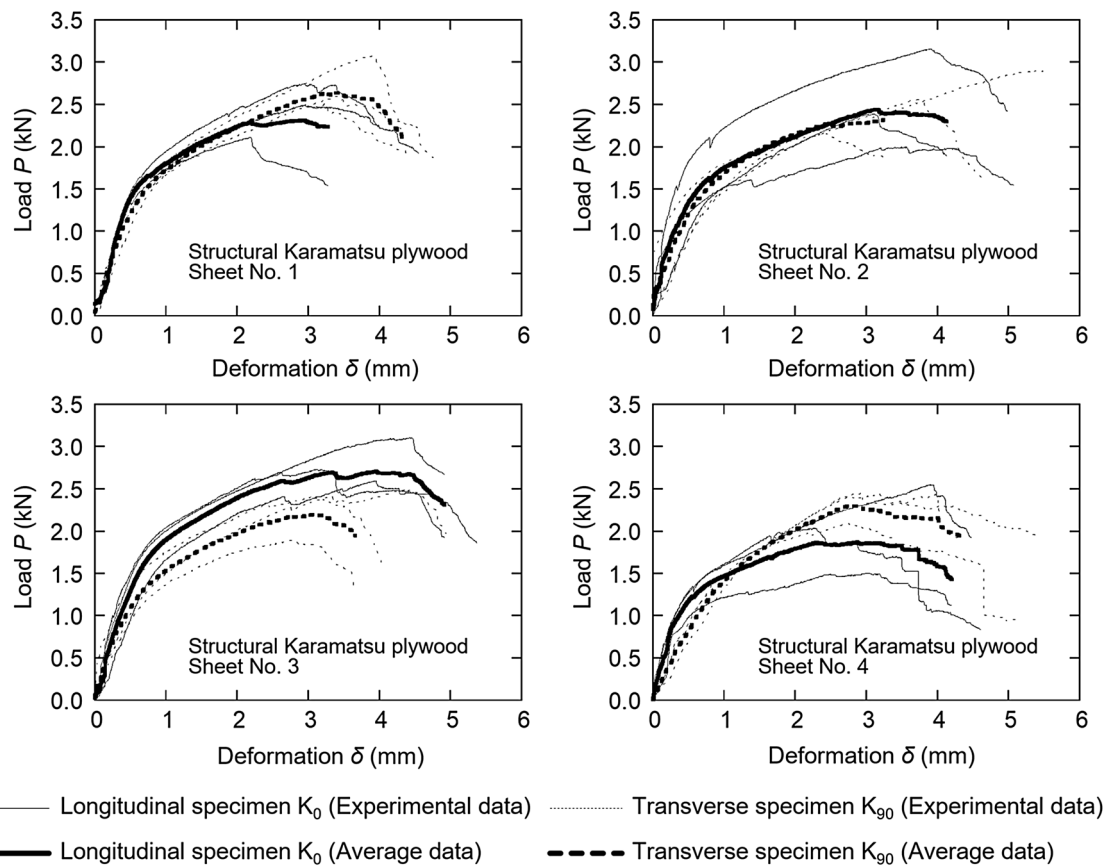 3.5
3.0
2.5
2.0
1.5
1.0
0.5
0.0
Load P (kN)
Structural Karamatsu plywood
Sheet No. 1
0 1 2 3 4 5 6
Deformation δ (mm)
3.5
3.0
2.5
2.0
1.5
1.0
0.5
0.0
Load P (kN)
Structural Karamatsu plywood
Sheet No. 2
0 1 2 3 4 5 6
Deformation δ (mm)
3.5
3.0
2.5
2.0
1.5
1.0
0.5
0.0
Load P (kN)
Structural Karamatsu plywood
Sheet No. 3
0 1 2 3 4 5 6
Deformation δ (mm)
3.5
3.0
2.5
2.0
1.5
1.0
0.5
0.0
Load P (kN)
Structural Karamatsu plywood
Sheet No. 4
0 1 2 3 4 5 6
Deformation δ (mm)
Longitudinal specimen K₀ (Experimental data)
Transverse specimen K₉₀ (Experimental data)
Longitudinal specimen K₀ (Average data)
Transverse specimen K₉₀ (Average data)